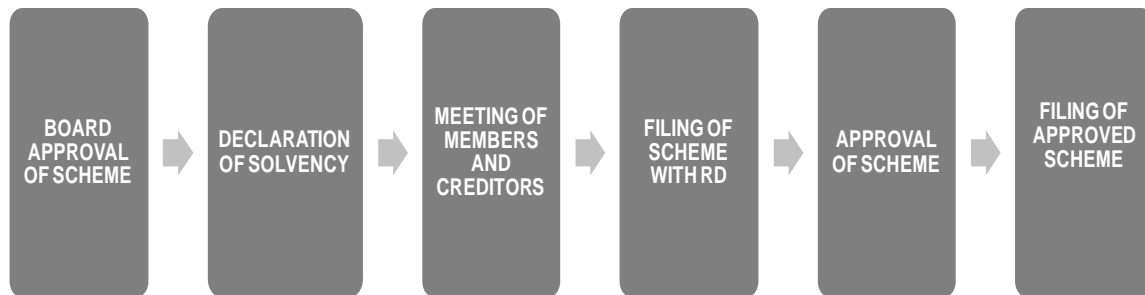 BOARD
APPROVAL
OF SCHEME
DECLARATION
OF SOLVENCY
MEETING OF
MEMBERS
AND
CREDITORS
FILING OF
SCHEME
WITH RD
APPROVAL
OF SCHEME
FILING OF
APPROVED
SCHEME